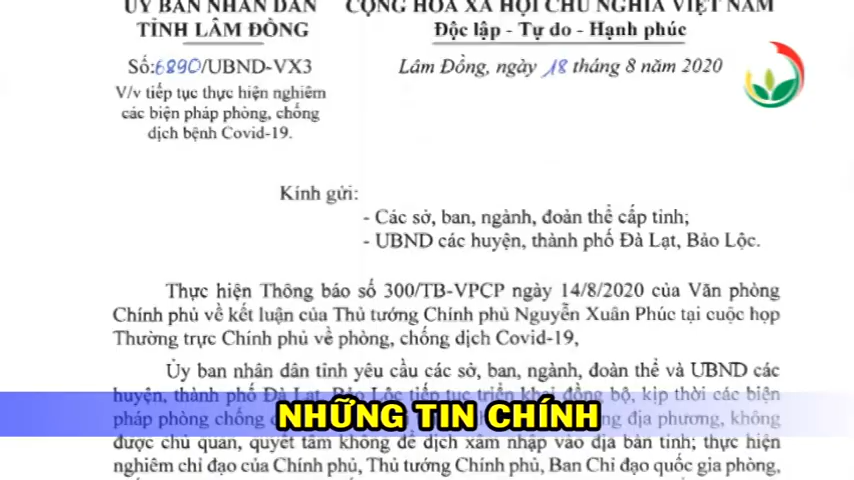 ỦY BAN NHÂN DÂN
TỈNH LÂM ĐỒNG
CỘNG HÒA XÃ HỘI CHỦ NGHĨA VIỆT NAM
Độc lập - Tự do - Hạnh phúc
Số:6890/UBND-VX3
Lâm Đồng, ngày 18 tháng 8 năm 2020
V/v tiếp tục thực hiện nghiêm
các biện pháp phòng, chống
dịch bệnh Covid-19.
Kính gửi:
- Các sở, ban, ngành, đoàn thể cấp tỉnh;
- UBND các huyện, thành phố Đà Lạt, Bảo Lộc.
Thực hiện Thông báo số 300/TB-VPCP ngày 14/8/2020 của Văn phòng
Chính phủ về kết luận của Thủ tướng Chính phủ Nguyễn Xuân Phúc tại cuộc họp
Thường trực Chính phủ về phòng, chống dịch Covid-19,
Ủy ban nhân dân tỉnh yêu cầu các sở, ban, ngành, đoàn thể và UBND các
huyện, thành phố Đà Lạt, Bảo Lộc tiếp tục triển khai đồng bộ, kịp thời các biện
pháp phòng chống địa phương, không
NHỮNG TIN CHÍNH
được chủ quan, quyết tâm không để dịch xâm nhập vào địa bàn tỉnh; thực hiện
nghiêm chỉ đạo của Chính phủ, Thủ tướng Chính phủ, Ban Chỉ đạo quốc gia phòng,